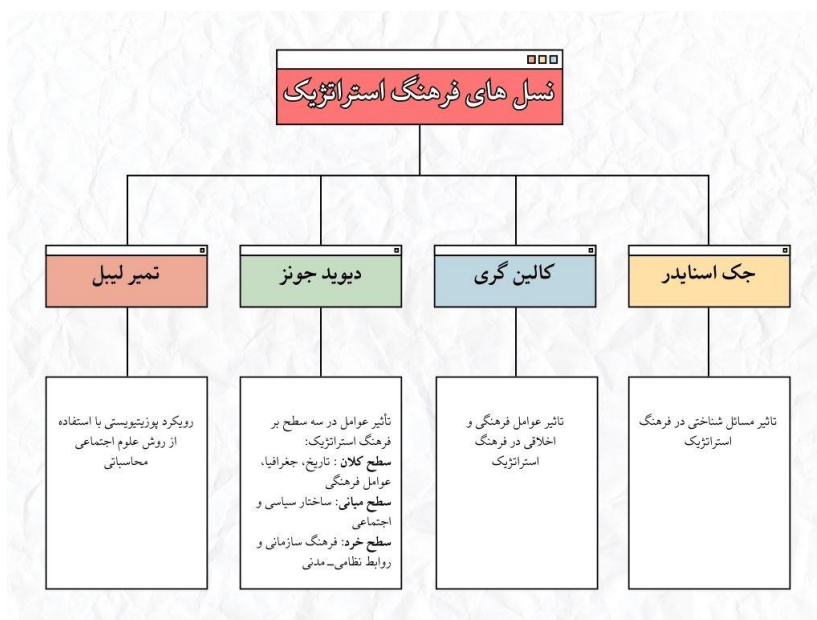 نسل های فرهنگ استراتژیک
جک اسنایدر
کالین گری
دیوید جونز
تمیر لیبل
تاثیر مسائل شناختی در فرهنگ
استراتژیک
تاثیر عوامل فرهنگی و
اخلاقی در فرهنگ
استراتژیک
تأثیر عوامل در سه سطح بر
فرهنگ استراتژیک:
سطح کلان : تاریخ، جغرافیا،
عوامل فرهنگی
سطح میانی: ساختار سیاسی و
اجتماعی
سطح خرد: فرهنگ سازمانی و
روابط نظامی_ مدنی
رویکرد پوزیتیویستی با استفاده
از روش علوم اجتماعی
محاسباتی